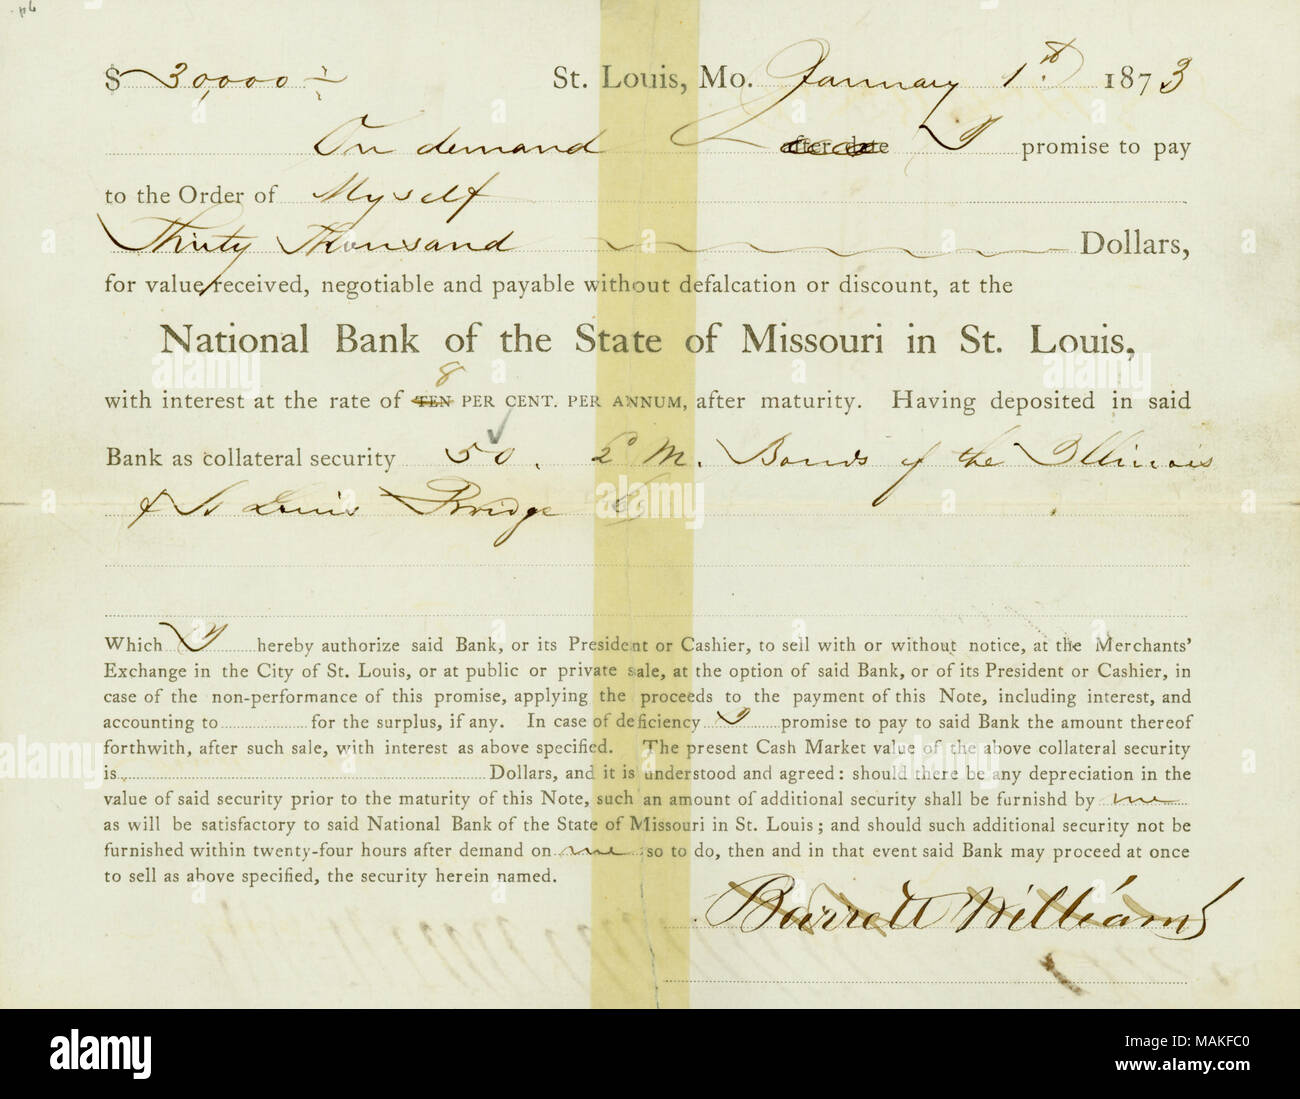 $ 30,000 St. Louis, Mo. January 1st 1873
On demand after date I promise to pay
to the Order of Myself
Thirty Thousand Dollars,
for value received, negotiable and payable without defalcation or discount, at the
National Bank of the State of Missouri in St. Louis,
8
with interest at the rate of TEN PER CENT. PER ANNUM, after maturity. Having deposited in said
Bank as collateral security 50. 2d M. Bonds of the Illinois
& St Louis Bridge Co
Which I hereby authorize said Bank, or its President or Cashier, to sell with or without notice, at the Merchants'
Exchange in the City of St. Louis, or at public or private sale, at the option of said Bank, or of its President or Cashier, in
case of the non-performance of this promise, applying the proceeds to the payment of this Note, including interest, and
accounting to for the surplus, if any. In case of deficiency I promise to pay to said Bank the amount thereof
forthwith, after such sale, with interest as above specified. The present Cash Market value of the above collateral security
is Dollars, and it is understood and agreed: should there be any depreciation in the
value of said security prior to the maturity of this Note, such an amount of additional security shall be furnishd by me
as will be satisfactory to said National Bank of the State of Missouri in St. Louis; and should such additional security not be
furnished within twenty-four hours after demand on me so to do, then and in that event said Bank may proceed at once
to sell as above specified, the security herein named.
Barrett Williams
alamy
Image ID: MAKFC0
www.alamy.com